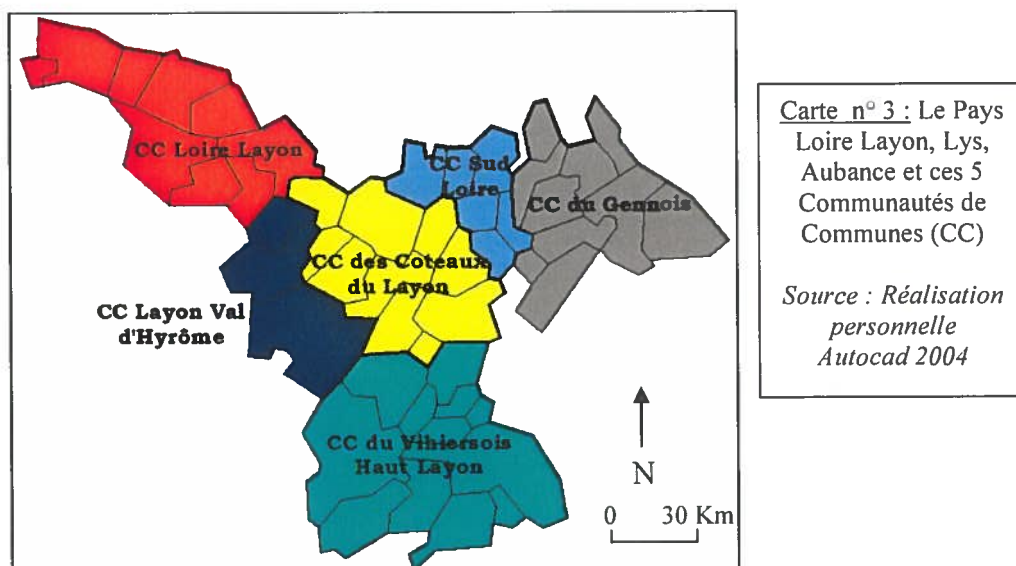 CC Loire Layon
CC Sud
Loire
CC du Gennois
CC des Coteaux
du Layon
CC Layon Val
d'Hyrôme
CC du Vihiersois
Haut Layon
N
0 30 Km
Carte n° 3 : Le Pays
Loire Layon, Lys,
Aubance et ces 5
Communautés de
Communes (CC)
Source : Réalisation
personnelle
Autocad 2004